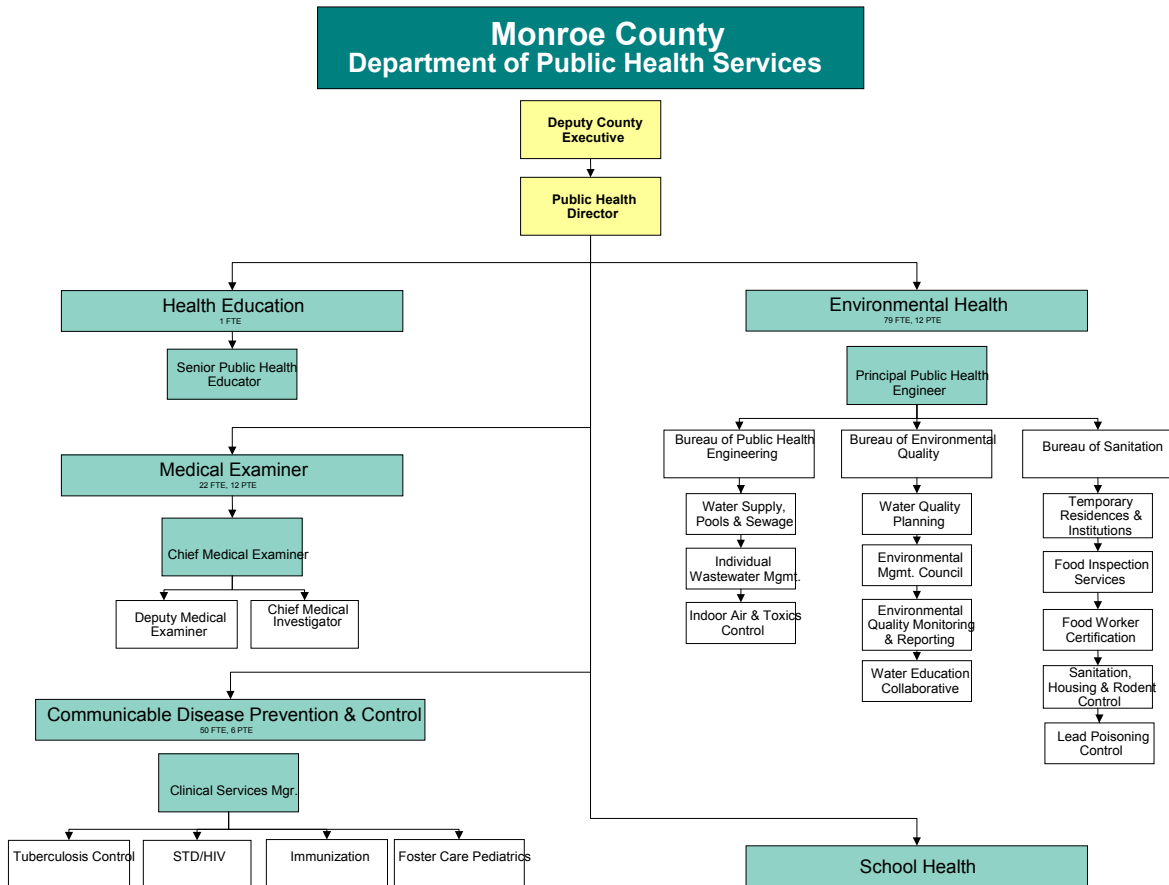 Monroe County
Department of Public Health Services
Deputy County
Executive
Public Health
Director
Health Education
1 FTE
Senior Public Health
Educator
Medical Examiner
22 FTE, 12 PTE
Chief Medical Examiner
Deputy Medical
Examiner
Chief Medical
Investigator
Communicable Disease Prevention & Control
50 FTE, 6 PTE
Clinical Services Mgr.
Tuberculosis Control
STD/HIV
Immunization
Foster Care Pediatrics
Environmental Health
79 FTE, 12 PTE
Principal Public Health
Engineer
Bureau of Public Health
Engineering
Water Supply,
Pools & Sewage
Individual
Wastewater Mgmt.
Indoor Air & Toxics
Control
Bureau of Environmental
Quality
Water Quality
Planning
Environmental
Mgmt. Council
Environmental
Quality Monitoring
& Reporting
Water Education
Collaborative
Bureau of Sanitation
Temporary
Residences &
Institutions
Food Inspection
Services
Food Worker
Certification
Sanitation,
Housing & Rodent
Control
Lead Poisoning
Control
School Health